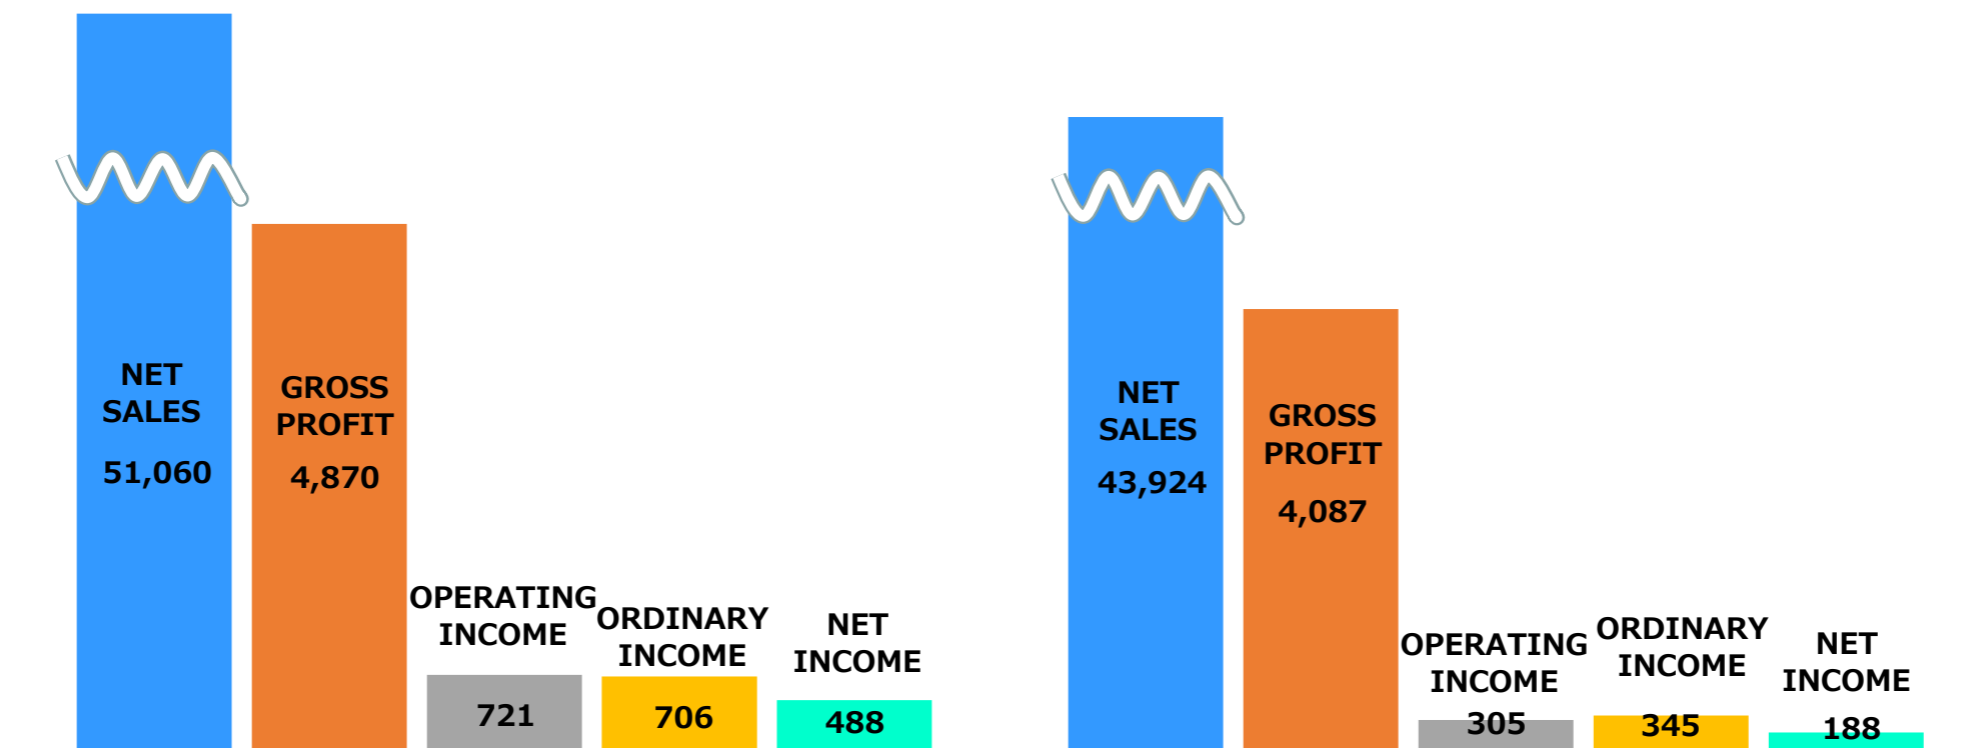 NET
SALES
51,060
GROSS
PROFIT
4,870
OPERATING
INCOME
721
ORDINARY
INCOME
706
NET
INCOME
488
NET
SALES
43,924
GROSS
PROFIT
4,087
OPERATING
INCOME
305
ORDINARY
INCOME
345
NET
INCOME
188